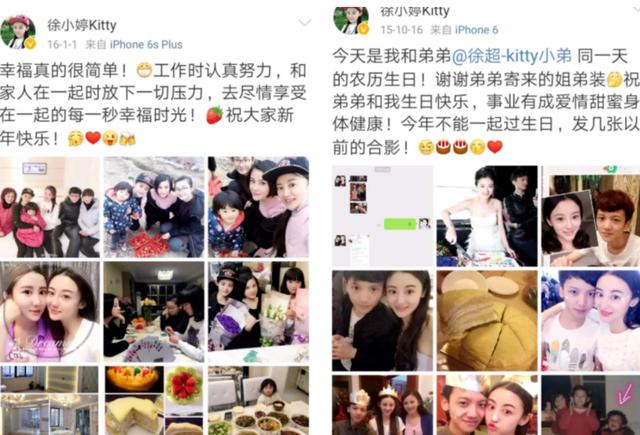 徐小婷Kitty
16-1-1 来自 iPhone 6s Plus
幸福真的很简单！😁工作时认真努力，和
家人在一起时放下一切压力，去尽情享受
在一起的每一秒幸福时光！🍓祝大家新
年快乐！😚❤😘🍻
Dreams
徐小婷Kitty
15-10-16 来自 iPhone 6
今天是我和弟弟@徐超-kitty小弟 同一天
的农历生日！谢谢弟弟寄来的姐弟装🥰祝
弟弟和我生日快乐，事业有成爱情甜蜜身
体健康！今年不能一起过生日，发几张以
前的合影！😉🎂🎂😚❤